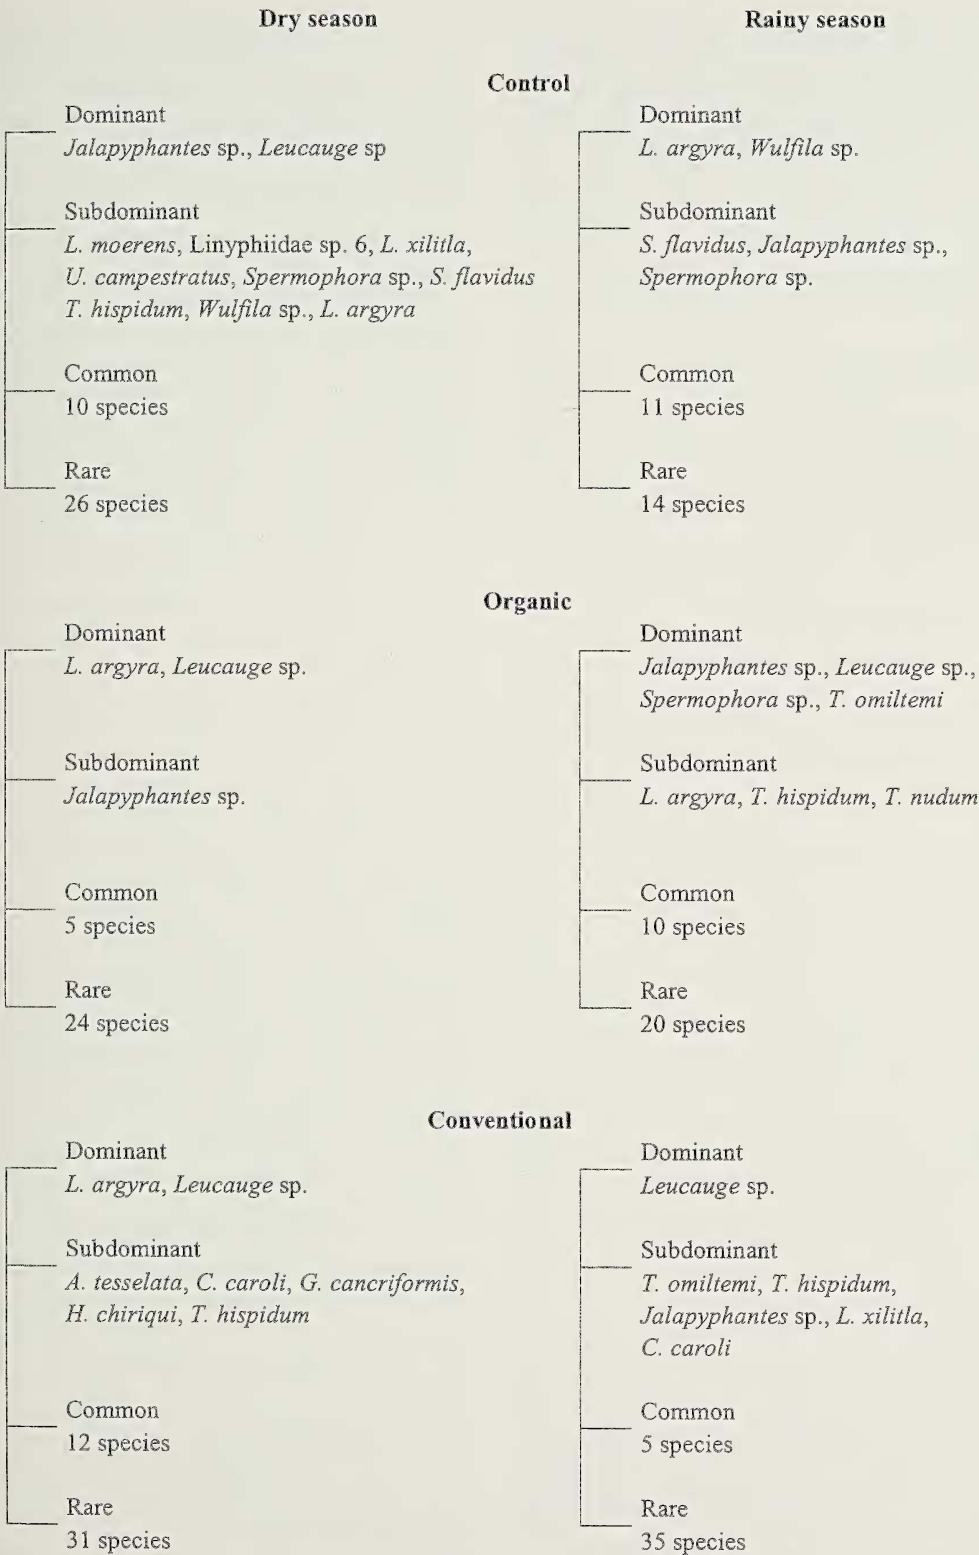 Dry season
Rainy season
Control
Dominant
Jalapyphantes sp., Leucauge sp
Subdominant
L. moerens, Linyphiidae sp. 6, L. xilitla,
U. campestratus, Spermophora sp., S. flavidus
T. hispidum, Wulfila sp., L. argyra
Common
10 species
Rare
26 species
Dominant
L. argyra, Wulfila sp.
Subdominant
S. flavidus, Jalapyphantes sp.,
Spermophora sp.
Common
11 species
Rare
14 species
Organic
Dominant
L. argyra, Leucauge sp.
Subdominant
Jalapyphantes sp.
Common
5 species
Rare
24 species
Dominant
Jalapyphantes sp., Leucauge sp.,
Spermophora sp., T. omiltemi
Subdominant
L. argyra, T. hispidum, T. nudum
Common
10 species
Rare
20 species
Conventional
Dominant
L. argyra, Leucauge sp.
Subdominant
A. tesselata, C. caroli, G. cancriformis,
H. chiriqui, T. hispidum
Common
12 species
Rare
31 species
Dominant
Leucauge sp.
Subdominant
T. omiltemi, T. hispidum,
Jalapyphantes sp., L. xilitla,
C. caroli
Common
5 species
Rare
35 species